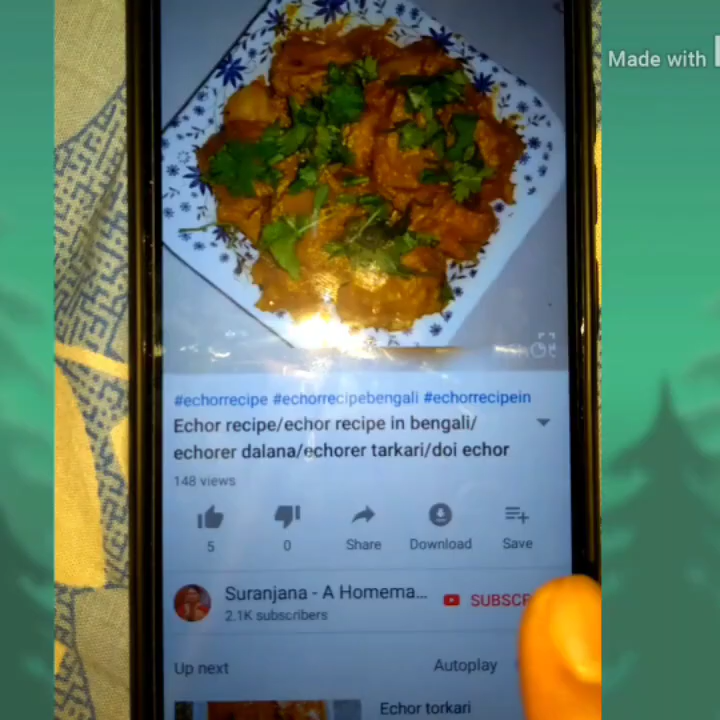 Made with
#echorrecipe #echorrecipebengali #echorrecipein
Echor recipe/echor recipe in bengali/
echorer dalana/echorer tarkari/doi echor
148 views
5
0
Share
Download
Save
Suranjana - A Homema...
2.1K subscribers
SUBSCR
Up next
Autoplay
Echor torkari